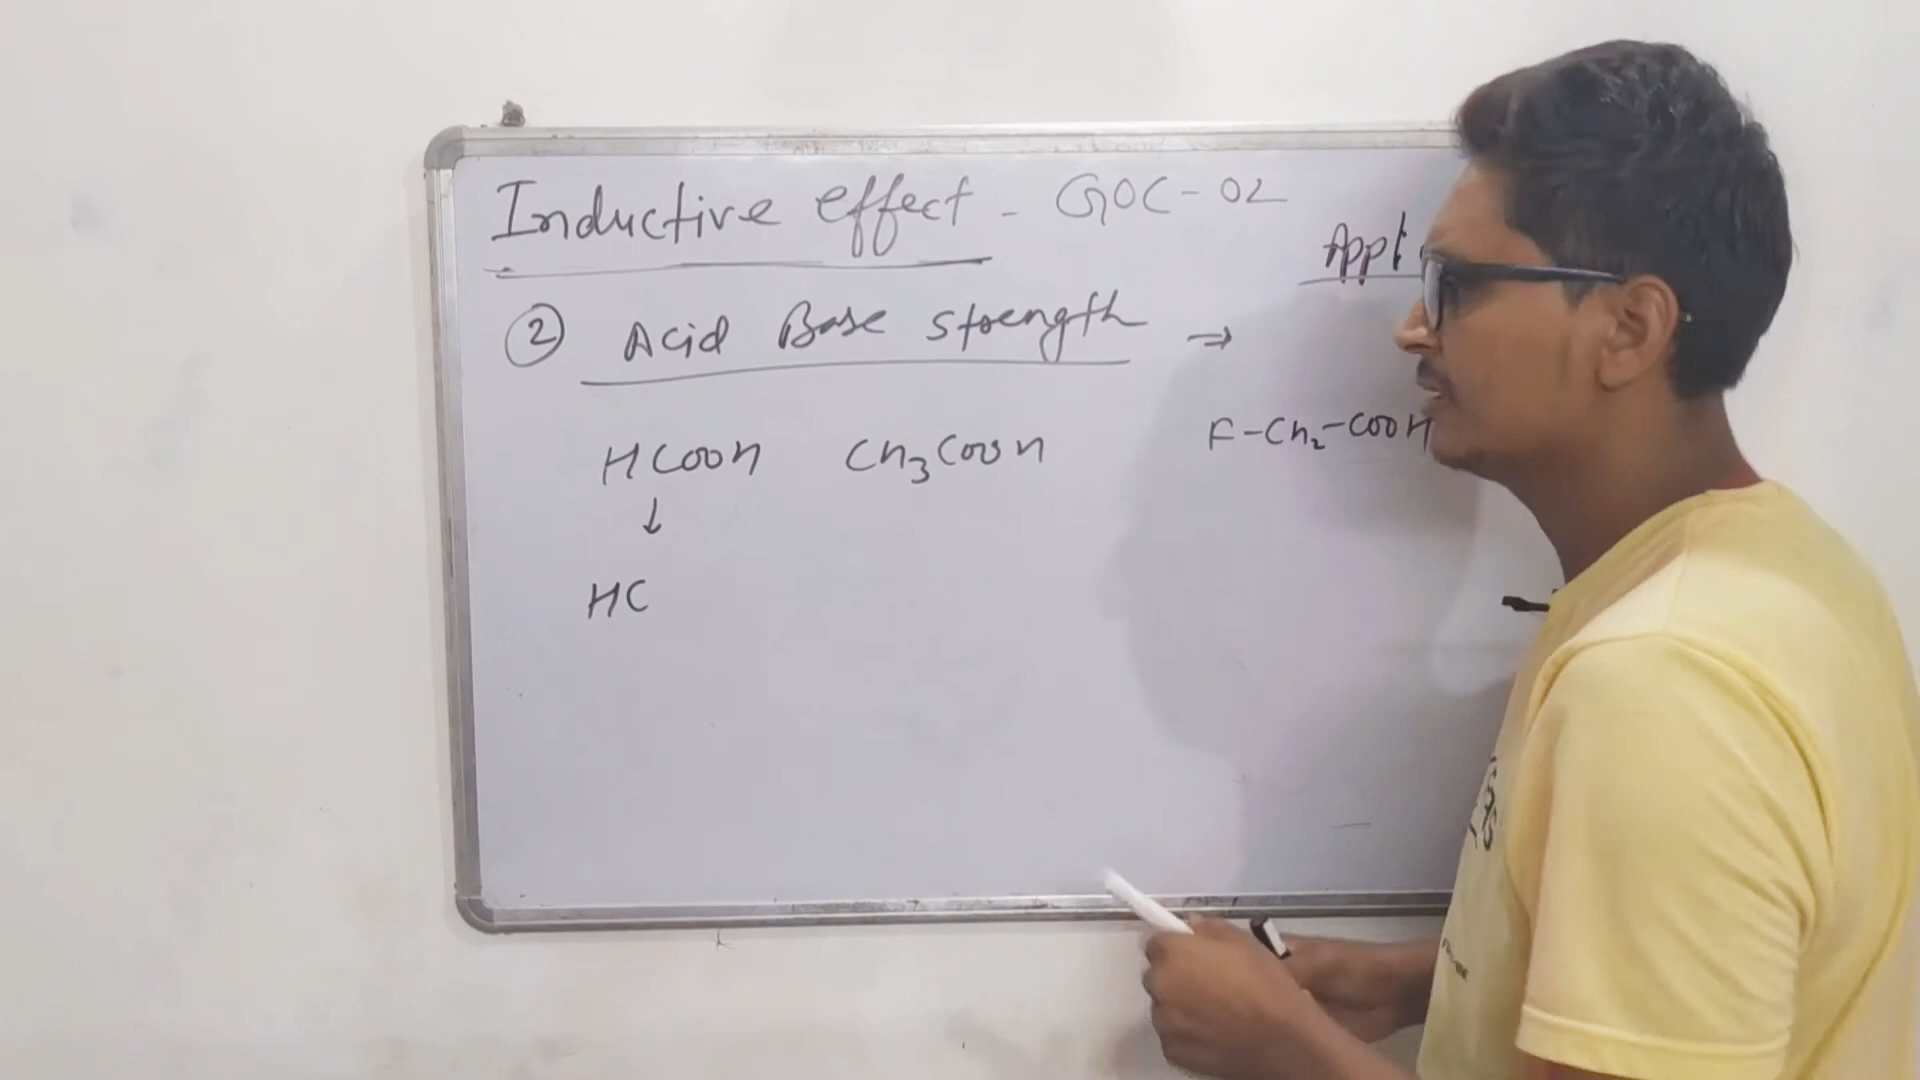 Inductive effect - GOC-02
Appl
② Acid Base strength →
HCOOH CH3COOH F-CH2-COOH
↓
HC